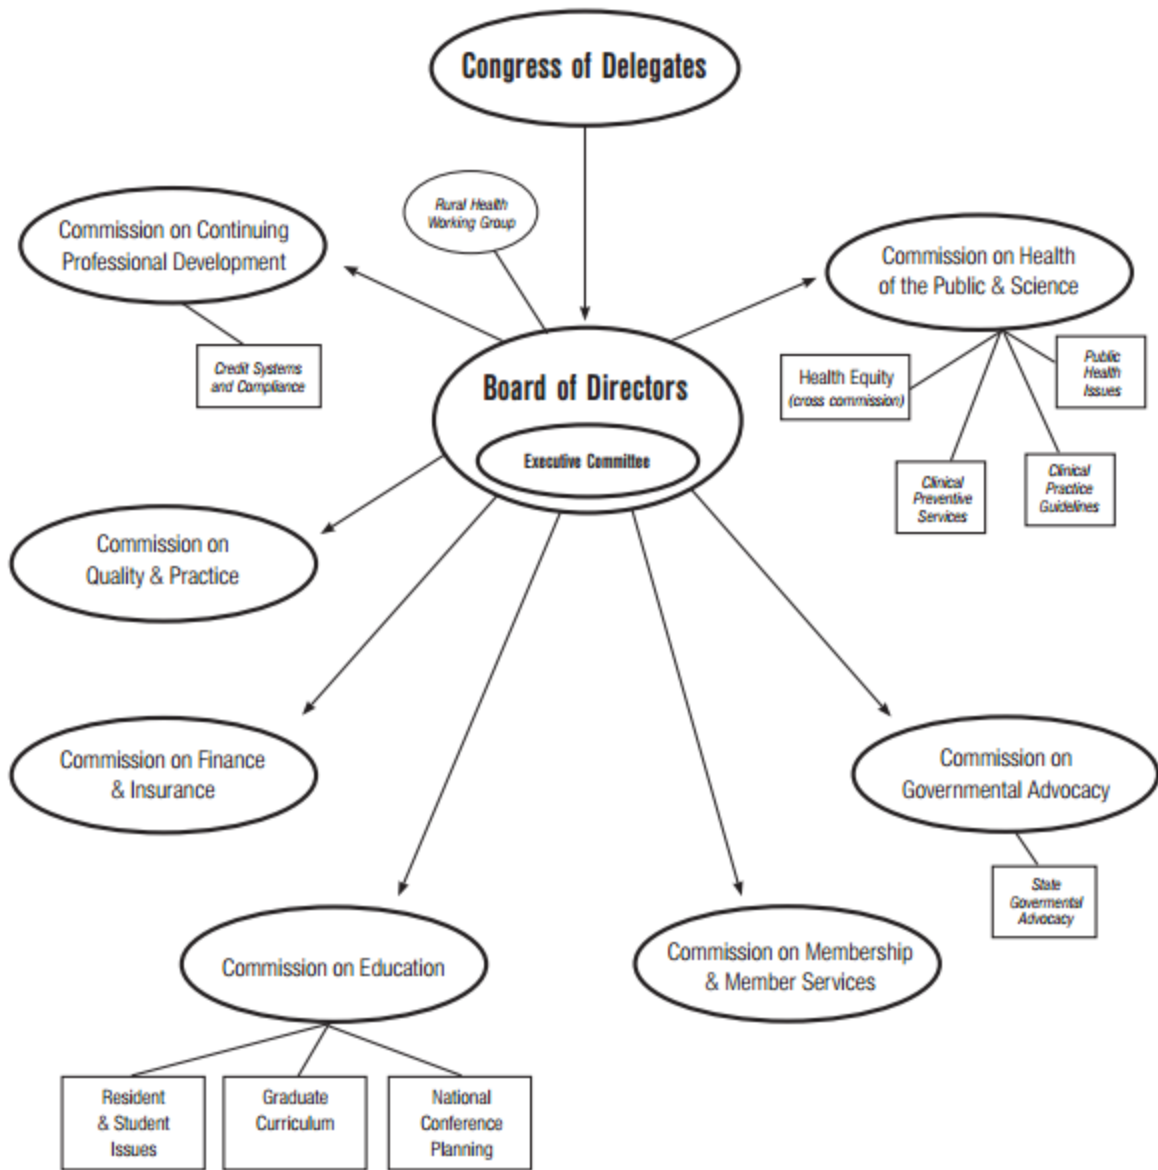 Congress of Delegates
Rural Health
Working Group
Commission on Continuing
Professional Development
Commission on Health
of the Public & Science
Credit Systems
and Compliance
Health Equity
(cross commission)
Public
Health
Issues
Board of Directors
Executive Committee
Clinical
Preventive
Services
Clinical
Practice
Guidelines
Commission on
Quality & Practice
Commission on Finance
& Insurance
Commission on
Governmental Advocacy
State
Govermental
Advocacy
Commission on Education
Commission on Membership
& Member Services
Resident
& Student
Issues
Graduate
Curriculum
National
Conference
Planning